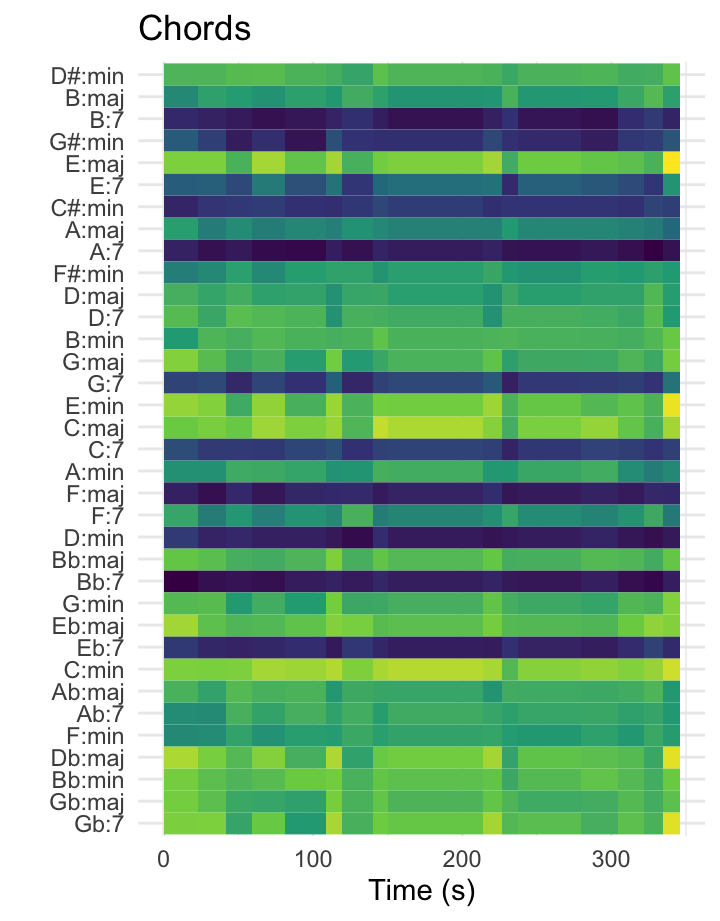 Chords
D#:min
B:maj
B:7
G#:min
E:maj
E:7
C#:min
A:maj
A:7
F#:min
D:maj
D:7
B:min
G:maj
G:7
E:min
C:maj
C:7
A:min
F:maj
F:7
D:min
Bb:maj
Bb:7
G:min
Eb:maj
Eb:7
C:min
Ab:maj
Ab:7
F:min
Db:maj
Bb:min
Gb:maj
Gb:7
0 100 200 300
Time (s)